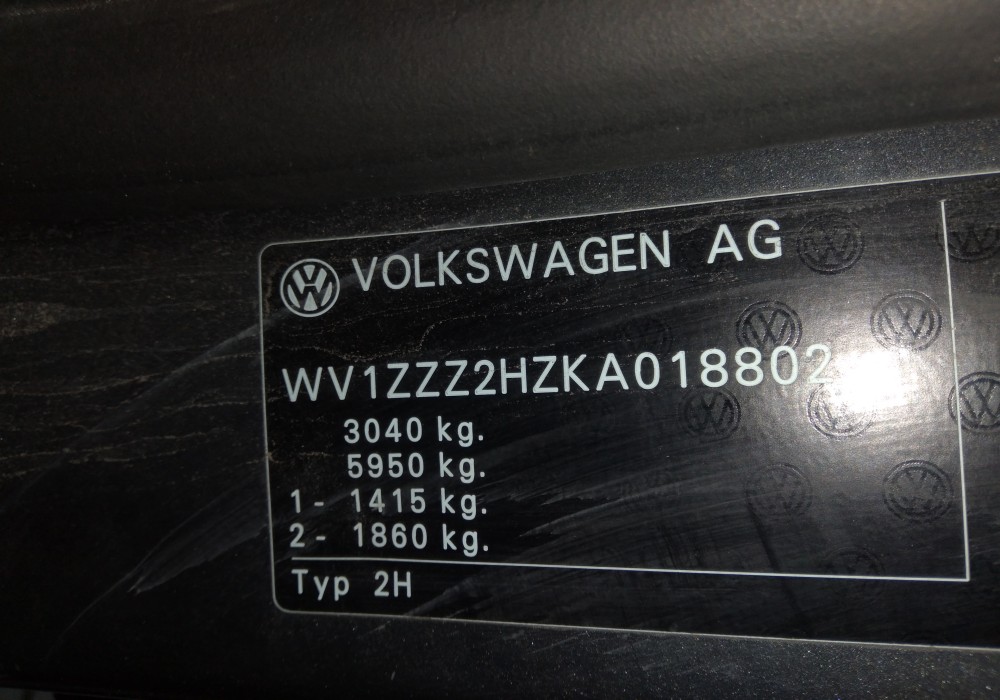 VOLKSWAGEN AG
WV1ZZZ2HZKA018802
3040 kg.
5950 kg.
1 - 1415 kg.
2 - 1860 kg.
Typ 2H